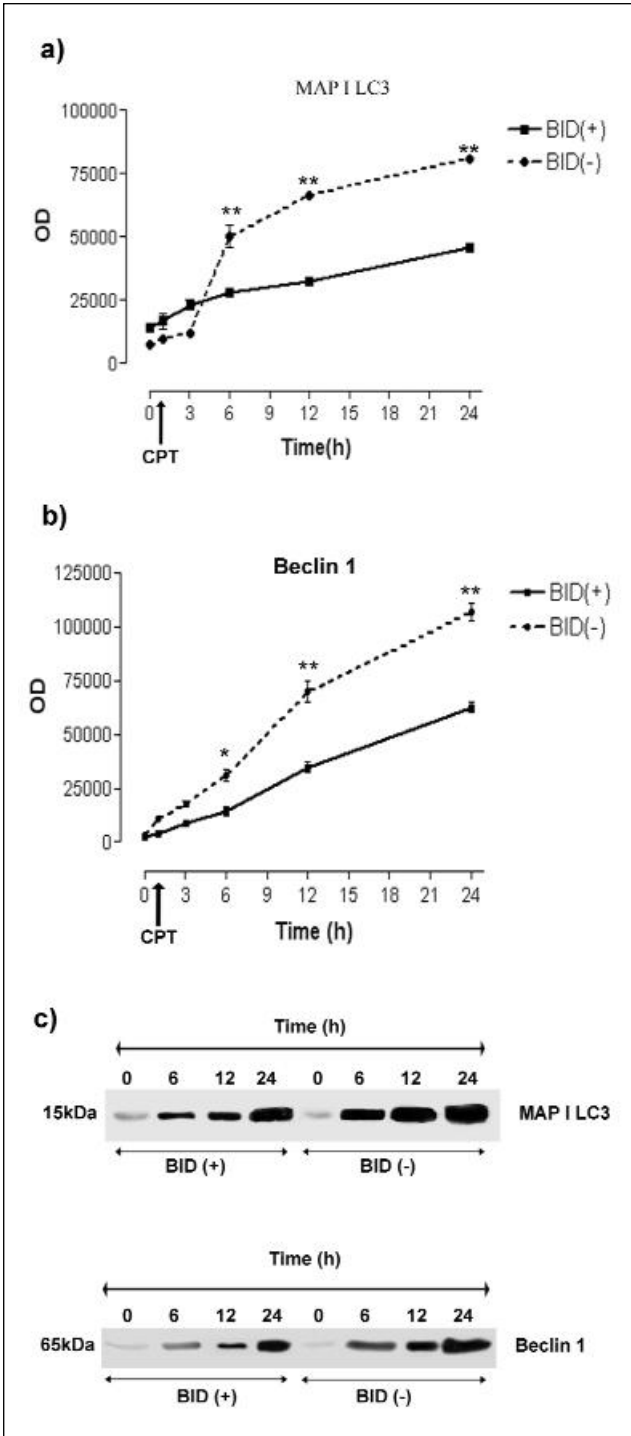 a)
MAP I LC3
100000
75000
50000
25000
0
OD
BID(+)
BID(-)
**
**
**
0 3 6 9 12 15 18 21 24
CPT
Time(h)
b)
Beclin 1
125000
100000
75000
50000
25000
0
OD
BID(+)
BID(-)
*
**
**
0 3 6 9 12 15 18 21 24
CPT
Time (h)
c)
Time (h)
0 6 12 24 0 6 12 24
15kDa
MAP I LC3
BID (+) BID (-)
Time (h)
0 6 12 24 0 6 12 24
65kDa
Beclin 1
BID (+) BID (-)